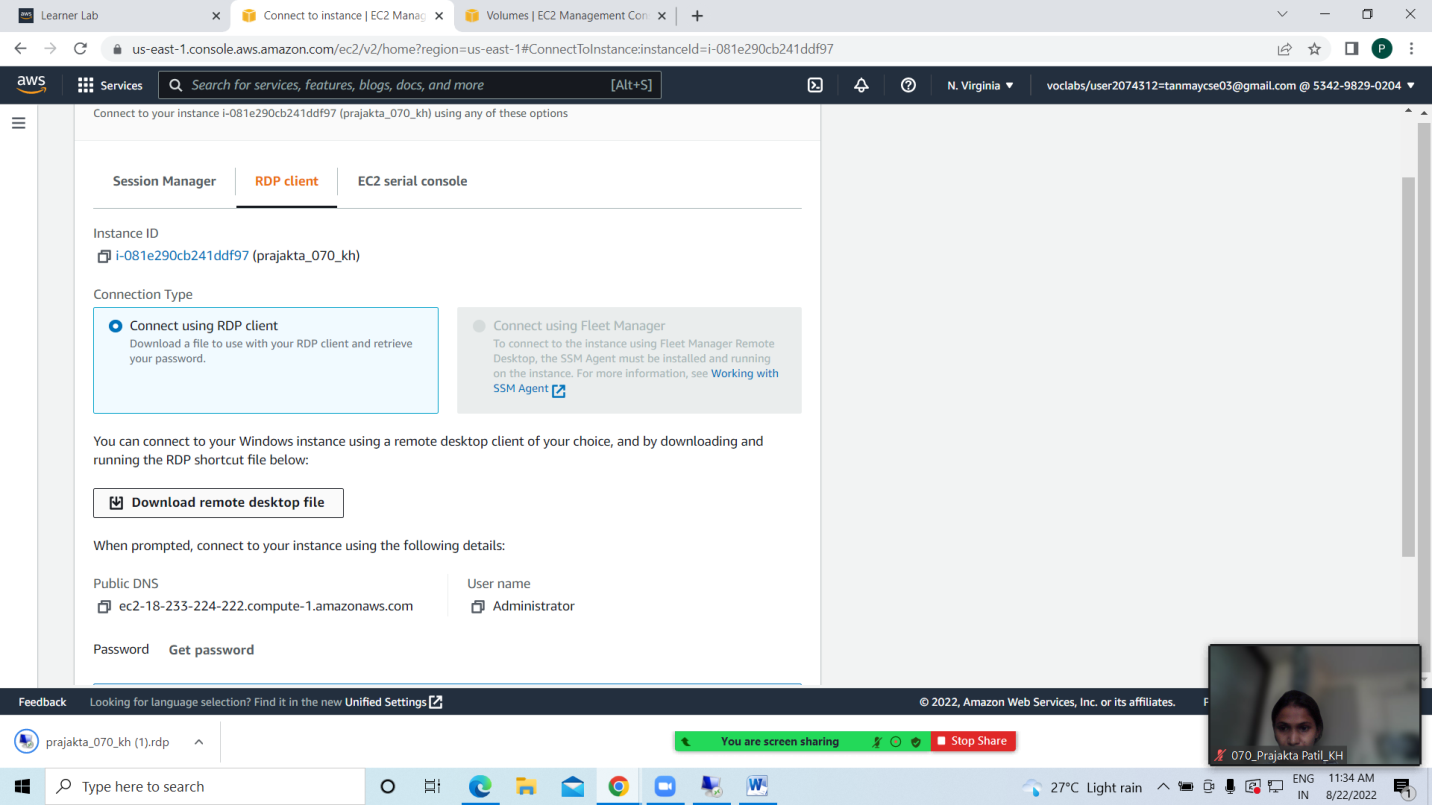 Learner Lab
Connect to instance | EC2 Manag
Volumes | EC2 Management Con
us-east-1.console.aws.amazon.com/ec2/v2/home?region=us-east-1#ConnectToInstance:instanceId=i-081e290cb241ddf97
P
aws
Services
Search for services, features, blogs, docs, and more
[Alt+S]
N. Virginia
voclabs/user2074312=tanmaycse03@gmail.com @ 5342-9829-0204
Connect to your instance i-081e290cb241ddf97 (prajakta_070_kh) using any of these options
Session Manager
RDP client
EC2 serial console
Instance ID
i-081e290cb241ddf97 (prajakta_070_kh)
Connection Type
Connect using RDP client
Download a file to use with your RDP client and retrieve
your password.
Connect using Fleet Manager
To connect to the instance using Fleet Manager Remote
Desktop, the SSM Agent must be installed and running
on the instance. For more information, see Working with
SSM Agent
You can connect to your Windows instance using a remote desktop client of your choice, and by downloading and
running the RDP shortcut file below:
Download remote desktop file
When prompted, connect to your instance using the following details:
Public DNS
ec2-18-233-224-222.compute-1.amazonaws.com
User name
Administrator
Password
Get password
Feedback
Looking for language selection? Find it in the new Unified Settings
© 2022, Amazon Web Services, Inc. or its affiliates.
P
prajakta_070_kh (1).rdp
You are screen sharing
Stop Share
070_Prajakta Patil_KH
Type here to search
27°C Light rain
ENG
IN
11:34 AM
8/22/2022
1